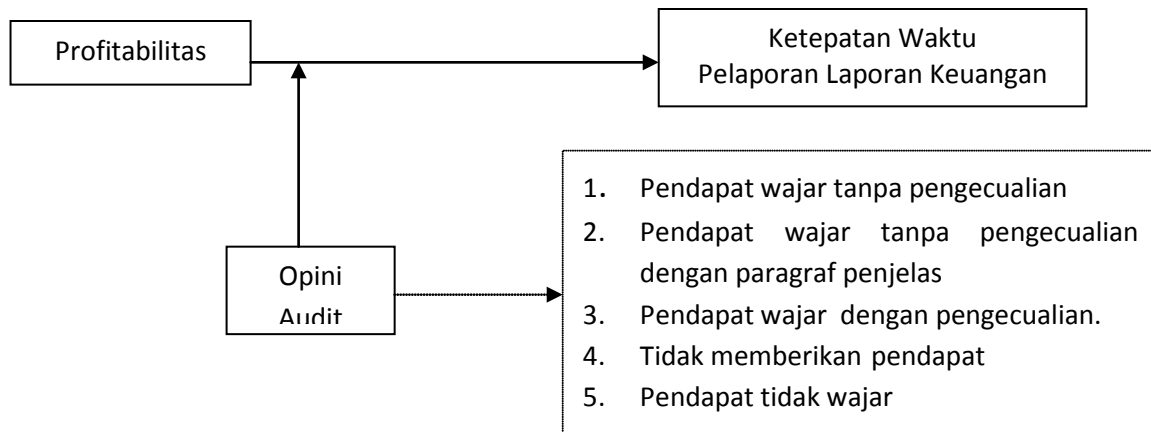 Profitabilitas
Ketepatan Waktu
Pelaporan Laporan Keuangan
Opini
Audit
1. Pendapat wajar tanpa pengecualian
2. Pendapat wajar tanpa pengecualian
dengan paragraf penjelas
3. Pendapat wajar dengan pengecualian.
4. Tidak memberikan pendapat
5. Pendapat tidak wajar